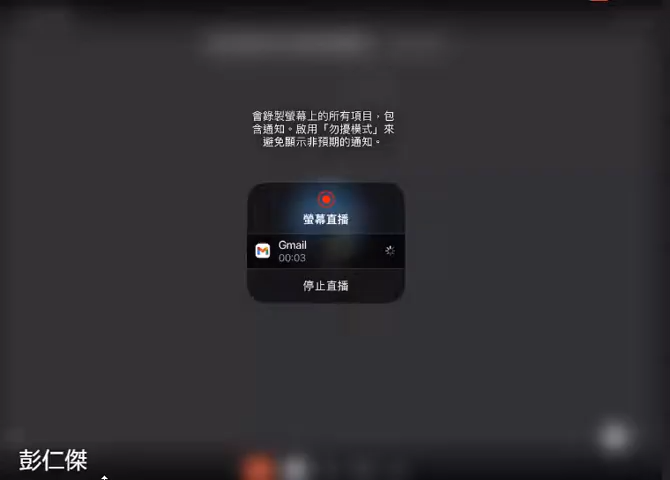 會錄製螢幕上的所有項目，包
含通知。啟用「勿擾模式」來
避免顯示非預期的通知。
螢幕直播
Gmail
00:03
停止直播
彭仁傑